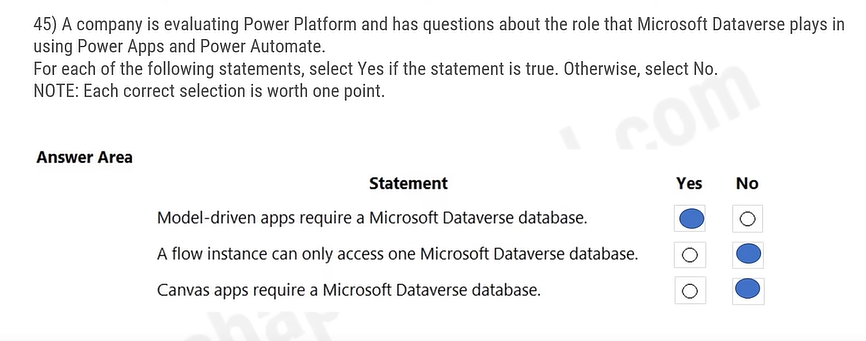 45) A company is evaluating Power Platform and has questions about the role that Microsoft Dataverse plays in
using Power Apps and Power Automate.
For each of the following statements, select Yes if the statement is true. Otherwise, select No.
NOTE: Each correct selection is worth one point.
.com
Answer Area
Statement Yes No
Model-driven apps require a Microsoft Dataverse database.
A flow instance can only access one Microsoft Dataverse database.
Canvas apps require a Microsoft Dataverse database.